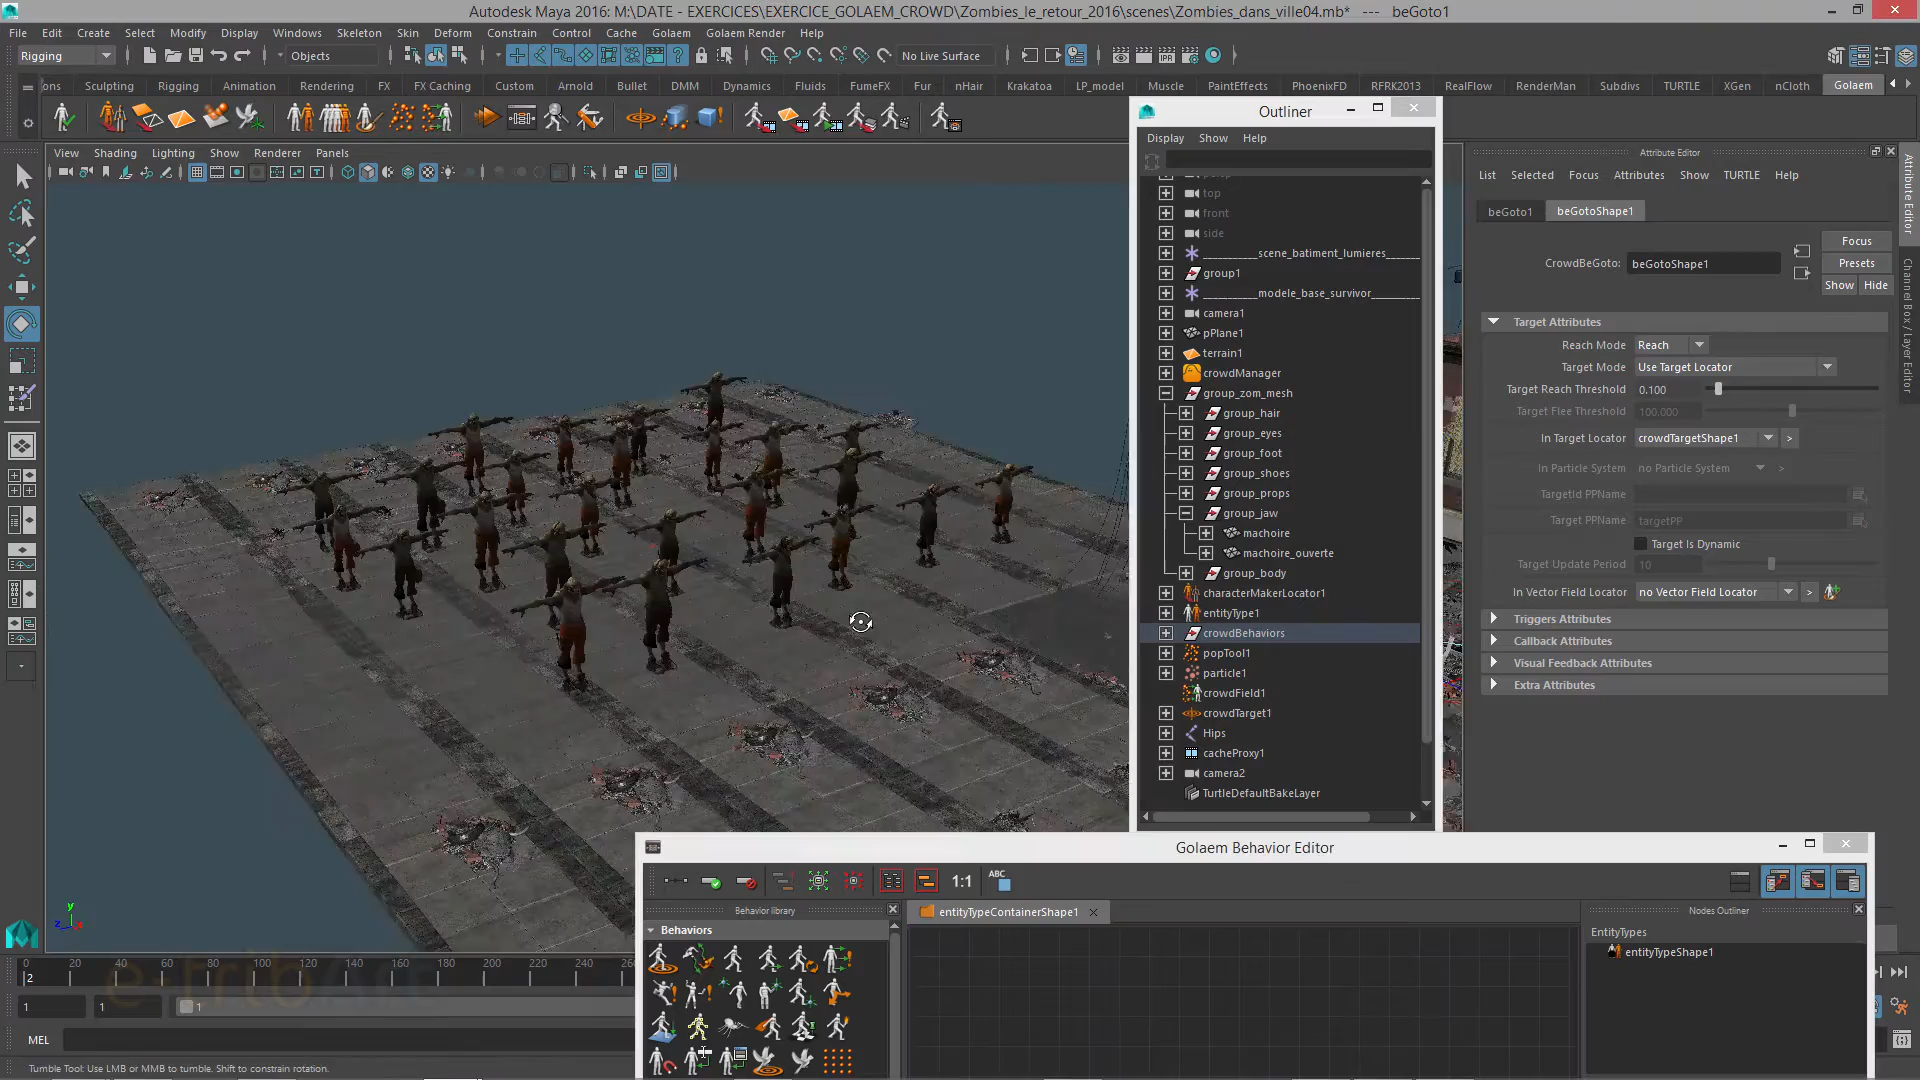 Autodesk Maya 2016: M:\DATE - EXERCICES\EXERCICE_GOLAEM_CROWD\Zombies_le_retour_2016\scenes\Zombies_dans_ville04.mb* --- beGoto1
File Edit Create Select Modify Display Windows Skeleton Skin Deform Constrain Control Cache Golaem Golaem Render Help
Rigging Objects No Live Surface
ons Sculpting Rigging Animation Rendering FX FX Caching Custom Arnold Bullet DMM Dynamics Fluids FumeFX Fur nHair Krakatoa LP_model Muscle PaintEffects PhoenixFD RFRK2013 RealFlow RenderMan Subdivs TURTLE XGen nCloth Golaem
View Shading Lighting Show Renderer Panels
Outliner
Display Show Help
top
front
side
__________scene_batiment_lumieres______
group1
__________modele_base_survivor________
camera1
pPlane1
terrain1
crowdManager
group_zom_mesh
group_hair
group_eyes
group_foot
group_shoes
group_props
group_jaw
machoire
machoire_ouverte
group_body
characterMakerLocator1
entityType1
crowdBehaviors
popTool1
particle1
crowdField1
crowdTarget1
Hips
cacheProxy1
camera2
TurtleDefaultBakeLayer
Attribute Editor
List Selected Focus Attributes Show TURTLE Help
beGoto1 beGotoShape1
Focus
CrowdBeGoto: beGotoShape1
Presets
Show Hide
Target Attributes
Reach Mode Reach
Target Mode Use Target Locator
Target Reach Threshold 0.100
Target Flee Threshold 100.000
In Target Locator crowdTargetShape1 >
In Particle System no Particle System >
TargetId PPName
Target PPName targetPP
Target Is Dynamic
Target Update Period 10
In Vector Field Locator no Vector Field Locator >
Triggers Attributes
Callback Attributes
Visual Feedback Attributes
Extra Attributes
Attribute Editor
Channel Box / Layer Editor
Golaem Behavior Editor
1:1 ABC
Behavior library
entityTypeContainerShape1
Nodes Outliner
Behaviors
EntityTypes
entityTypeShape1
y
z
0 20 40 60 80 100 120 140 160 180 200 220 240 26
2
1 1 1
MEL
Tumble Tool: Use LMB or MMB to tumble. Shift to constrain rotation.